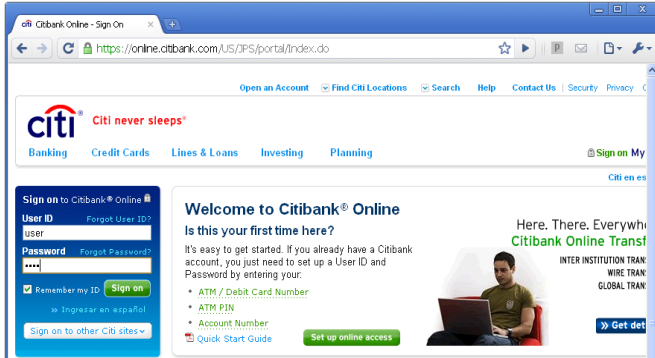 Citibank Online - Sign On
https://online.citibank.com/US/JPS/portal/Index.do
Open an Account Find Citi Locations Search Help Contact Us | Security Privacy
citi® Citi never sleeps®
Banking Credit Cards Lines & Loans Investing Planning Sign on My
Citi en es
Sign on to Citibank® Online
User ID Forgot User ID?
user
Password Forgot Password?
••••
Remember my ID Sign on
» Ingresar en español
Sign on to other Citi sites
Welcome to Citibank® Online
Is this your first time here?
It's easy to get started. If you already have a Citibank
account, you just need to set up a User ID and
Password by entering your:
• ATM / Debit Card Number
• ATM PIN
• Account Number
Quick Start Guide Set up online access
Here. There. Everywhe
Citibank Online Transf
INTER INSTITUTION TRAN
WIRE TRAN
GLOBAL TRAN
» Get det